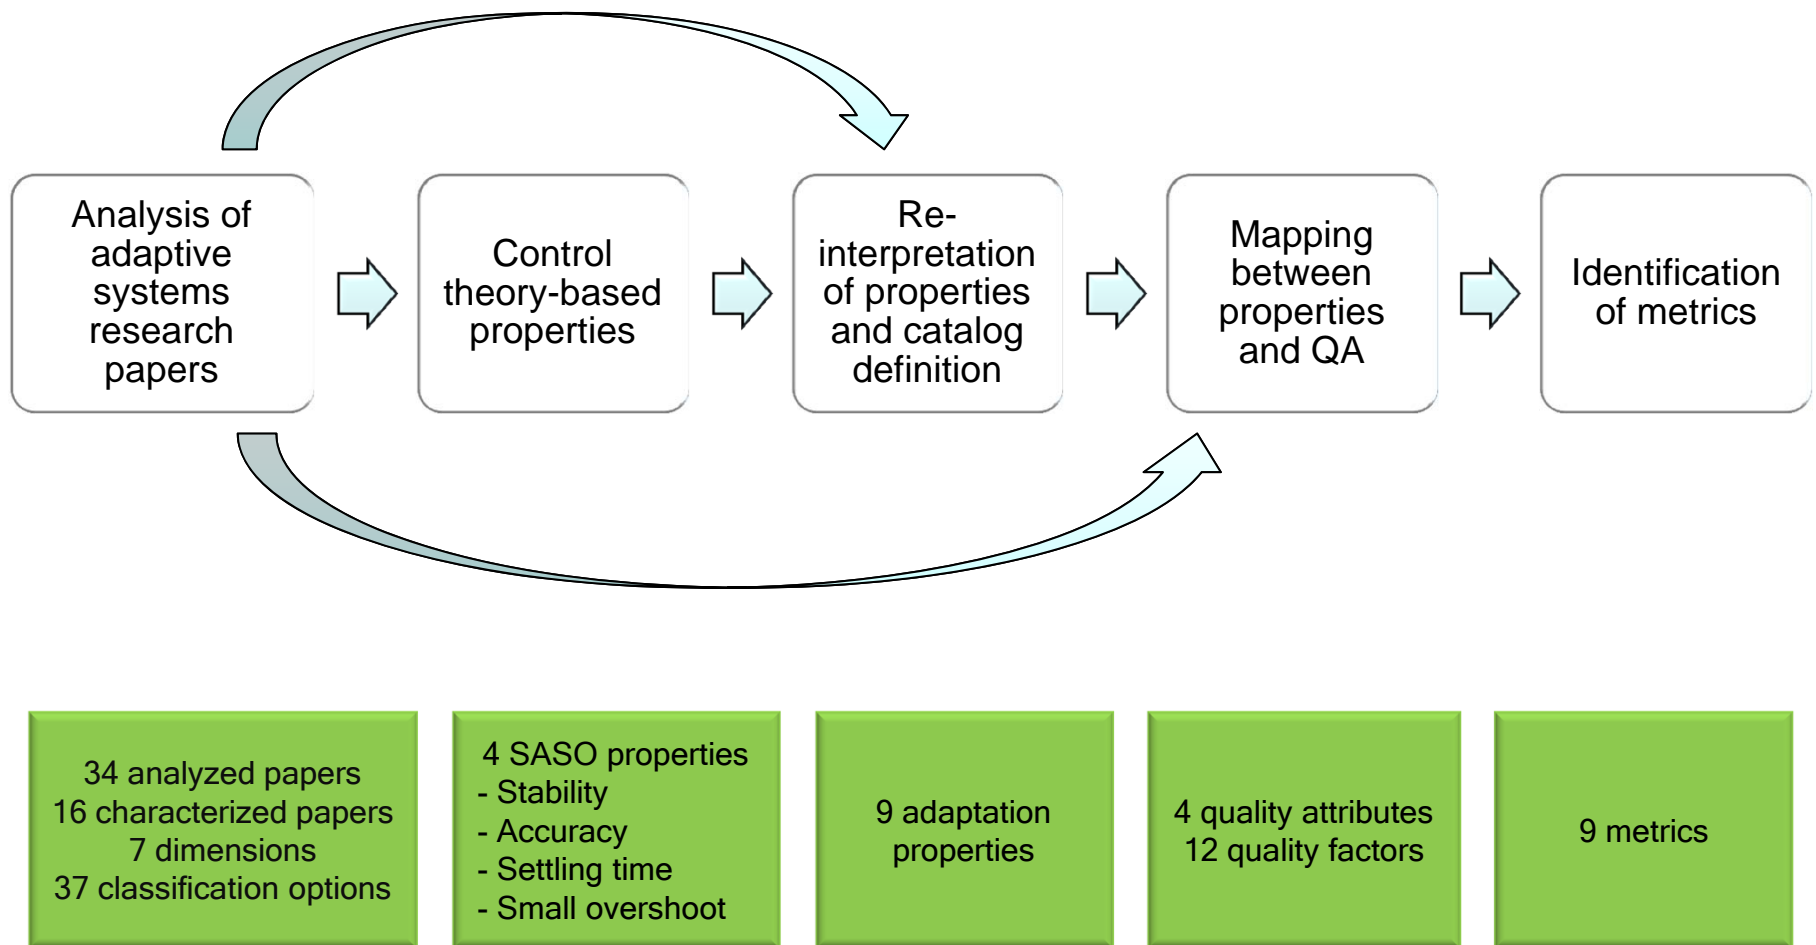 Analysis of
adaptive
systems
research
papers
Control
theory-based
properties
Re-
interpretation
of properties
and catalog
definition
Mapping
between
properties
and QA
Identification
of metrics
34 analyzed papers
16 characterized papers
7 dimensions
37 classification options
4 SASO properties
- Stability
- Accuracy
- Settling time
- Small overshoot
9 adaptation
properties
4 quality attributes
12 quality factors
9 metrics